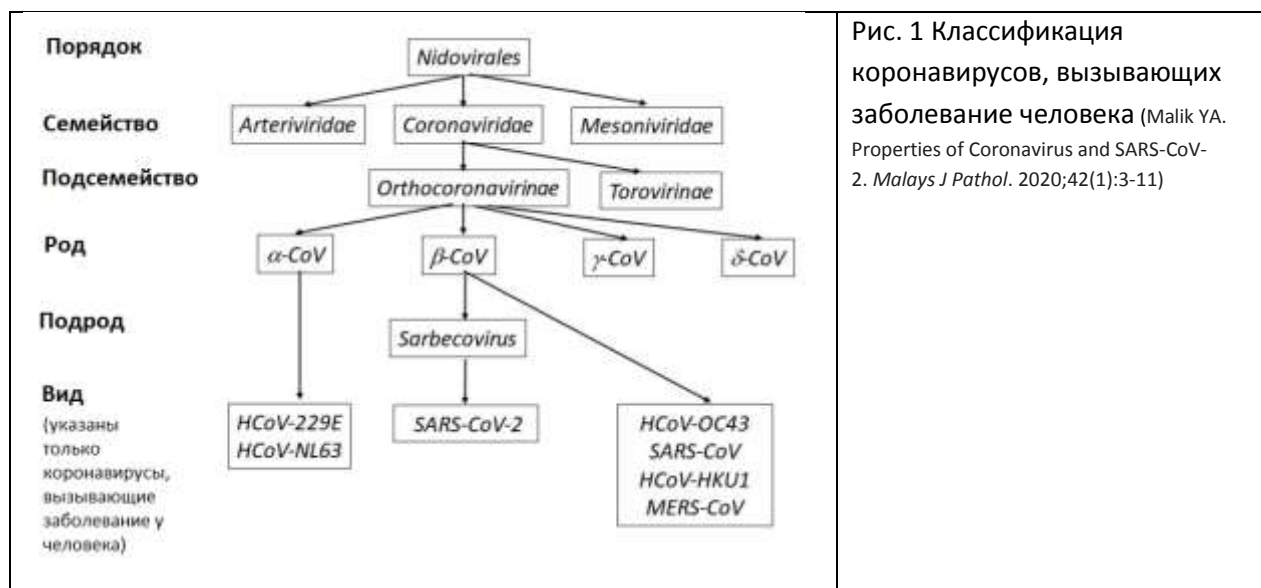 Порядок
Nidovirales
Семейство
Arteriviridae
Coronaviridae
Mesoniviridae
Подсемейство
Orthocoronavirinae
Torovirinae
Род
α-CoV
β-CoV
γ-CoV
δ-CoV
Подрод
Sarbecovirus
Вид
(указаны
только
коронавирусы,
вызывающие
заболевание у
человека)
HCoV-229E
HCoV-NL63
SARS-CoV-2
HCoV-OC43
SARS-CoV
HCoV-HKU1
MERS-CoV
Рис. 1 Классификация
коронавирусов, вызывающих
заболевание человека (Malik YA.
Properties of Coronavirus and SARS-CoV-
2. Malays J Pathol. 2020;42(1):3-11)